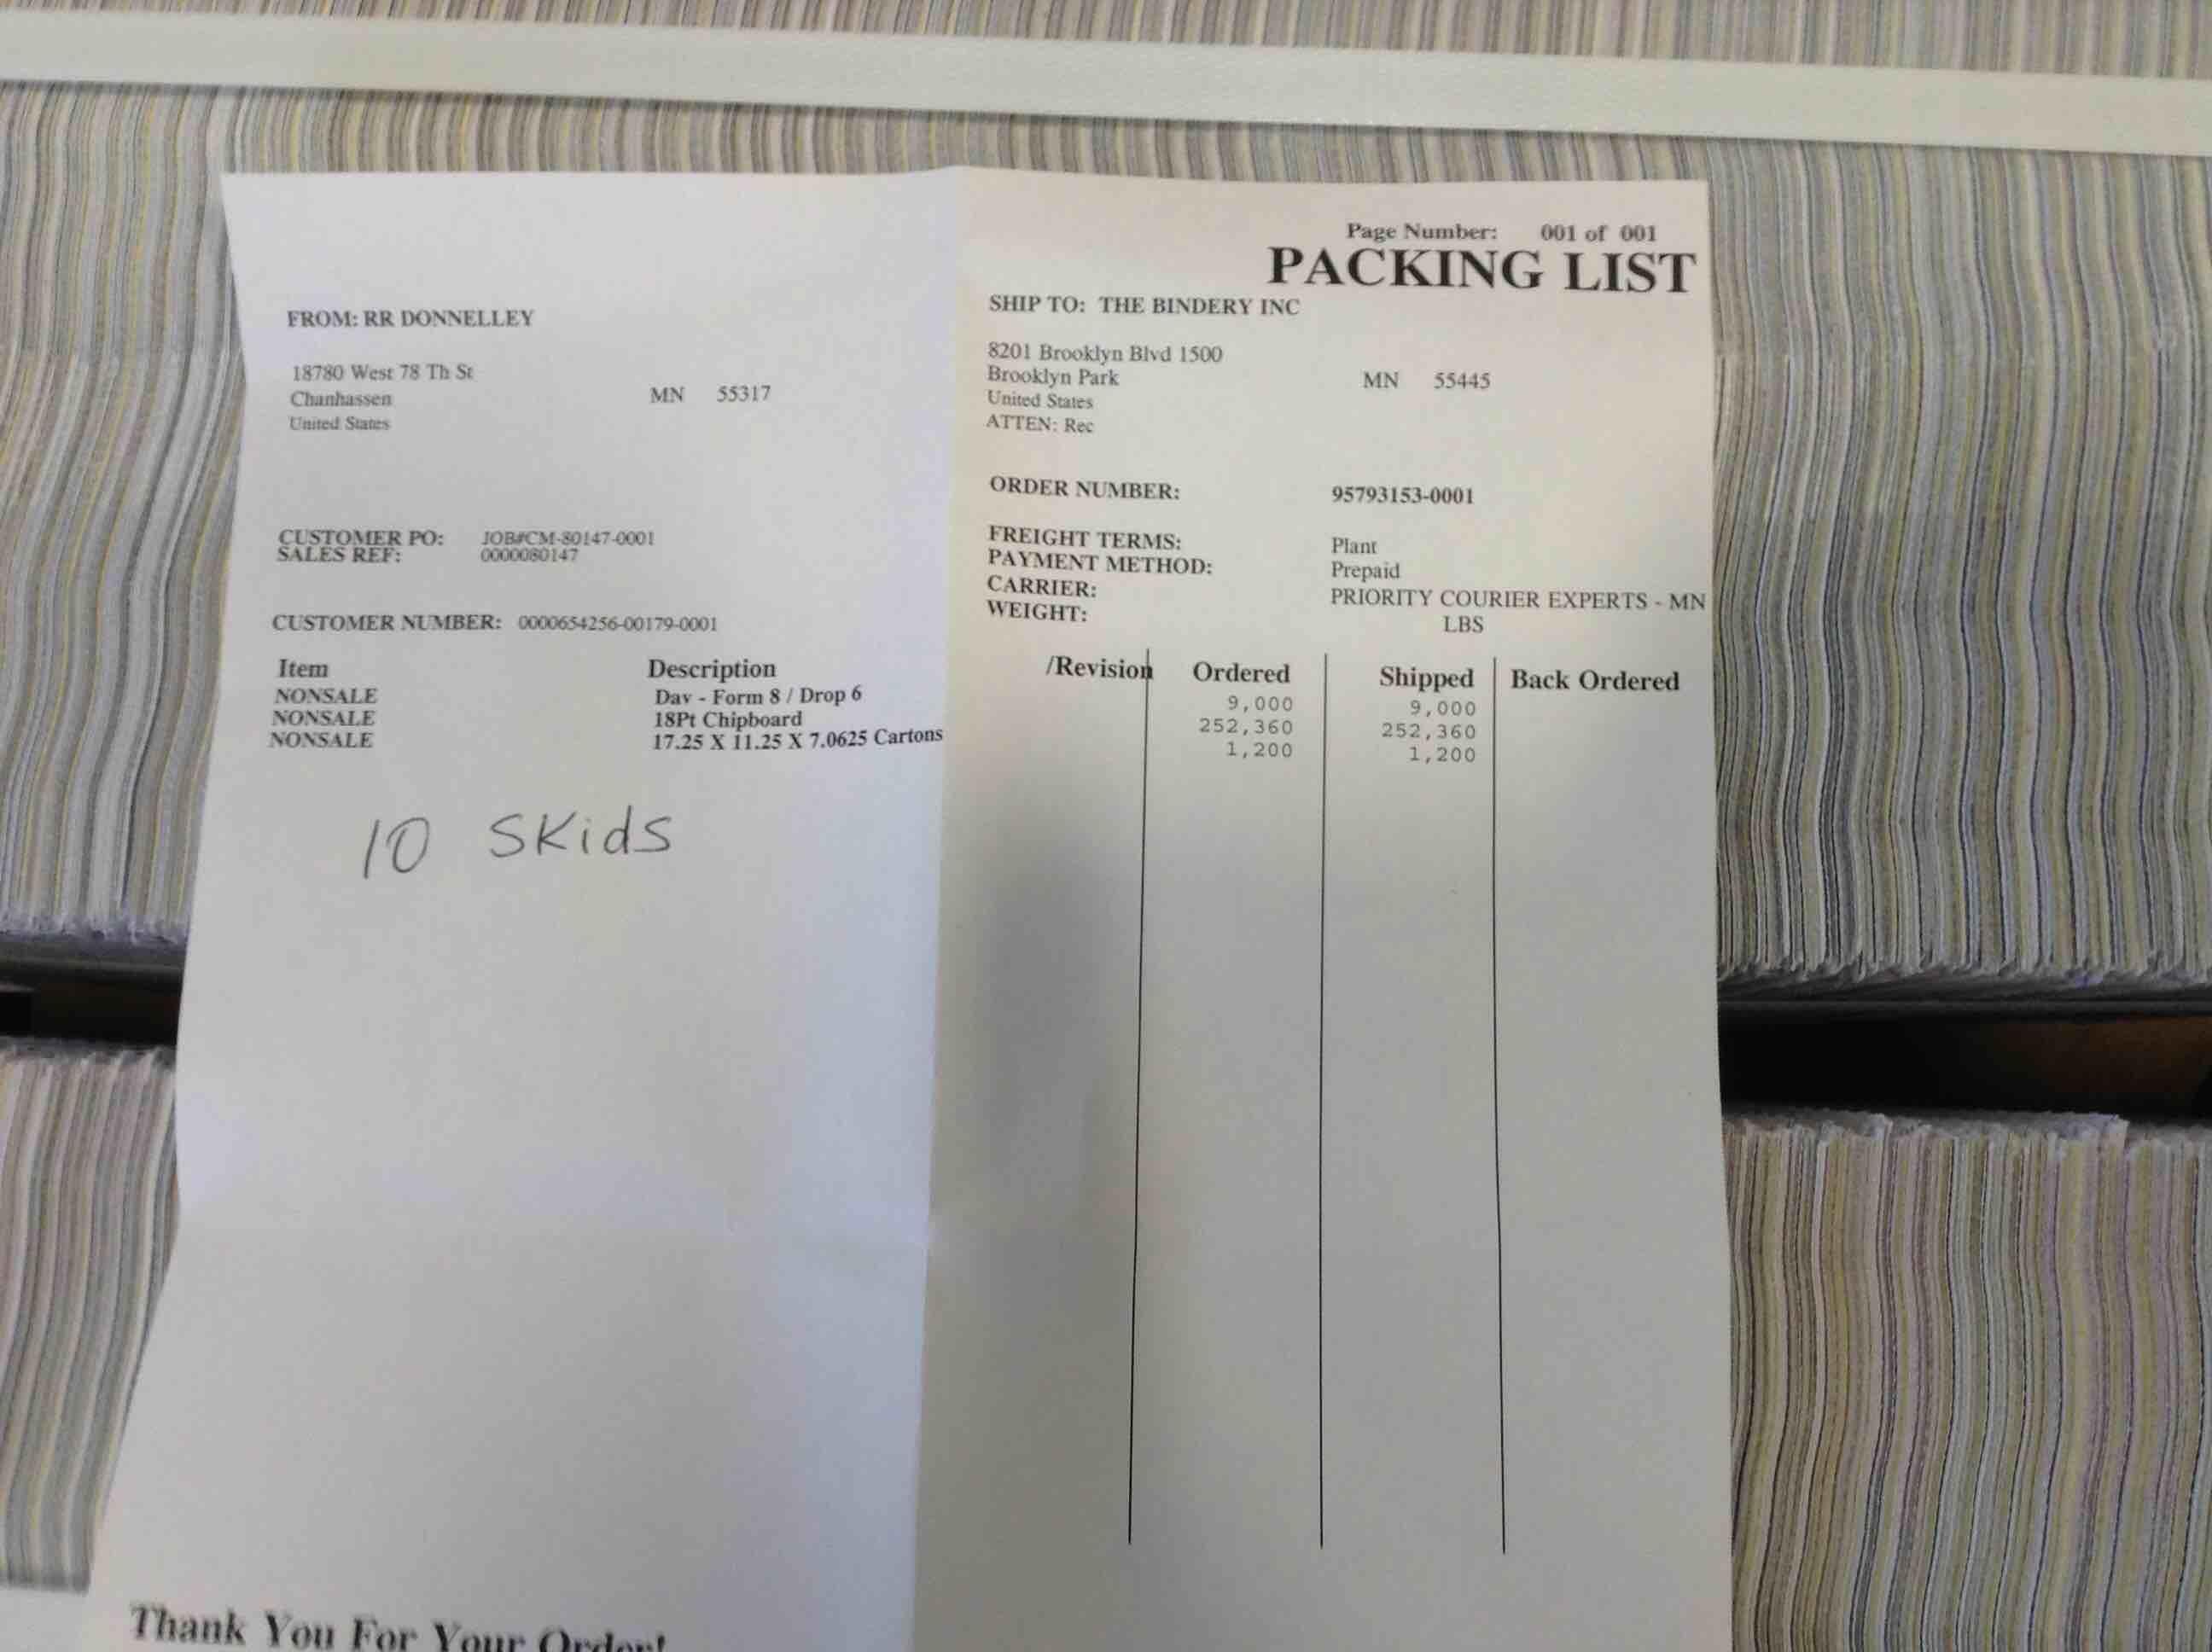 Page Number: 001 of 001
PACKING LIST
FROM: RR DONNELLEY
18780 West 78 Th St
Chanhassen MN 55317
United States
SHIP TO: THE BINDERY INC
8201 Brooklyn Blvd 1500
Brooklyn Park MN 55445
United States
ATTEN: Rec
CUSTOMER PO: JOB#CM-80147-0001
SALES REF: 0000080147
CUSTOMER NUMBER: 0000654256-00179-0001
ORDER NUMBER: 95793153-0001
FREIGHT TERMS: Plant
PAYMENT METHOD: Prepaid
CARRIER: PRIORITY COURIER EXPERTS - MN
WEIGHT: LBS
Item Description /Revision Ordered Shipped Back Ordered
NONSALE Dav - Form 8 / Drop 6 9,000 9,000
NONSALE 18Pt Chipboard 252,360 252,360
NONSALE 17.25 X 11.25 X 7.0625 Cartons 1,200 1,200
10 SKidS
Thank You For Your Order!